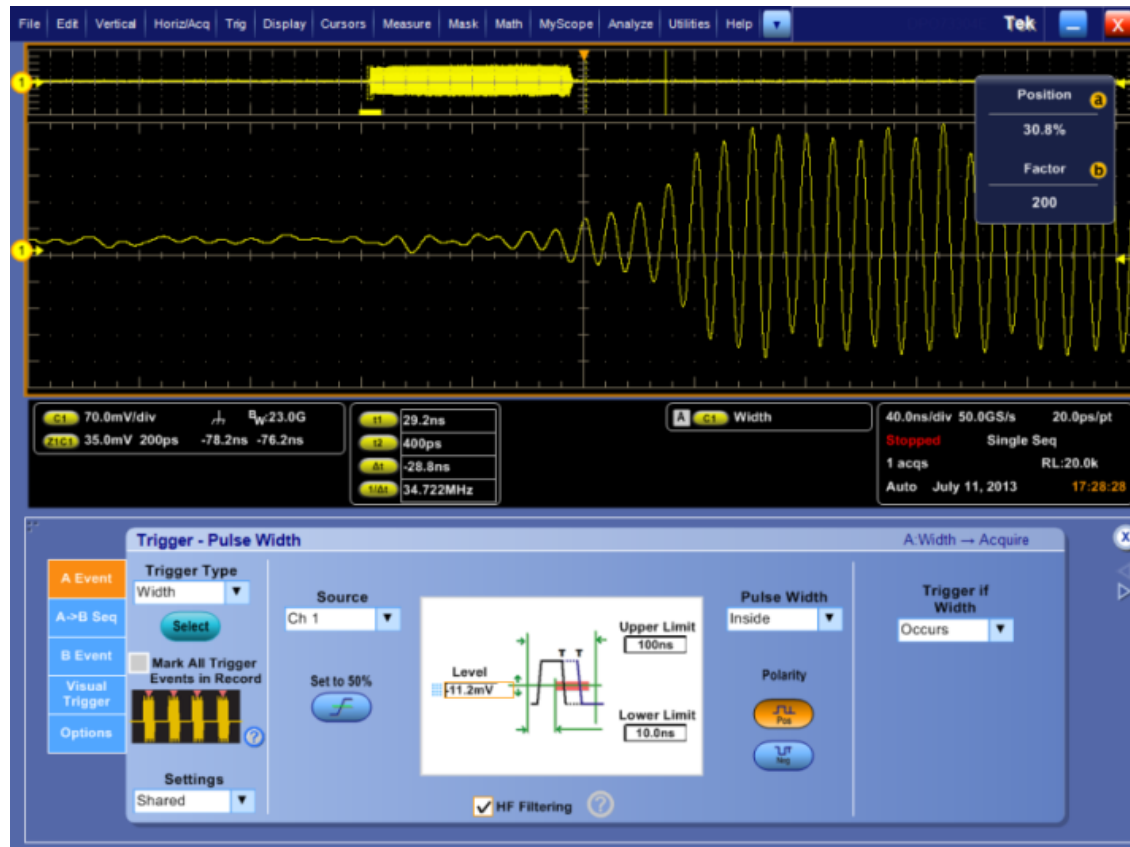 File Edit Vertical Horiz/Acq Trig Display Cursors Measure Mask Math MyScope Analyze Utilities Help Tek X
1
Position a
30.8%
Factor b
200
1
C1 70.0mV/div BW:23.0G
Z1C1 35.0mV 200ps -78.2ns -76.2ns
t1 29.2ns
t2 400ps
Δt -28.8ns
1/Δt 34.722MHz
A C1 Width
40.0ns/div 50.0GS/s 20.0ps/pt
Stopped Single Seq
1 acqs RL:20.0k
Auto July 11, 2013 17:28:28
Trigger - Pulse Width A:Width → Acquire X
A Event
A->B Seq
B Event
Visual Trigger
Options
Trigger Type
Width
Select
Mark All Trigger
Events in Record
?
Settings
Shared
Source
Ch 1
Set to 50%
Level
-11.2mV
T T
Upper Limit
100ns
Lower Limit
10.0ns
HF Filtering ?
Pulse Width
Inside
Polarity
Pos
Neg
Trigger if
Width
Occurs